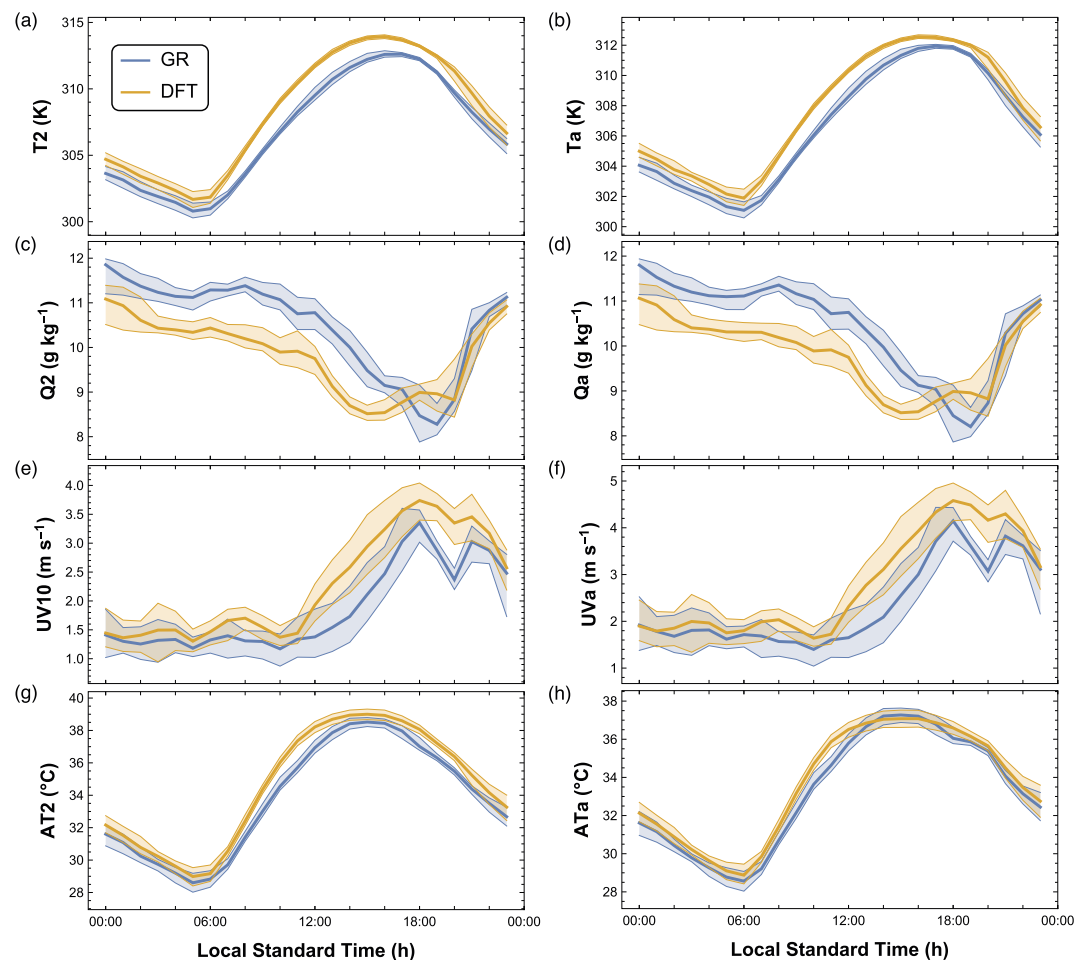 (a)
315
310
305
300
T2 (K)
GR
DFT
(b)
312
310
308
306
304
302
300
Ta (K)
(c)
12
11
10
9
8
Q2 (g kg⁻¹)
(d)
12
11
10
9
8
Qa (g kg⁻¹)
(e)
4.0
3.5
3.0
2.5
2.0
1.5
1.0
UV10 (m s⁻¹)
(f)
5
4
3
2
1
UVa (m s⁻¹)
(g)
40
38
36
34
32
30
28
AT2 (°C)
00:00 06:00 12:00 18:00 00:00
Local Standard Time (h)
(h)
38
36
34
32
30
28
ATa (°C)
00:00 06:00 12:00 18:00 00:00
Local Standard Time (h)